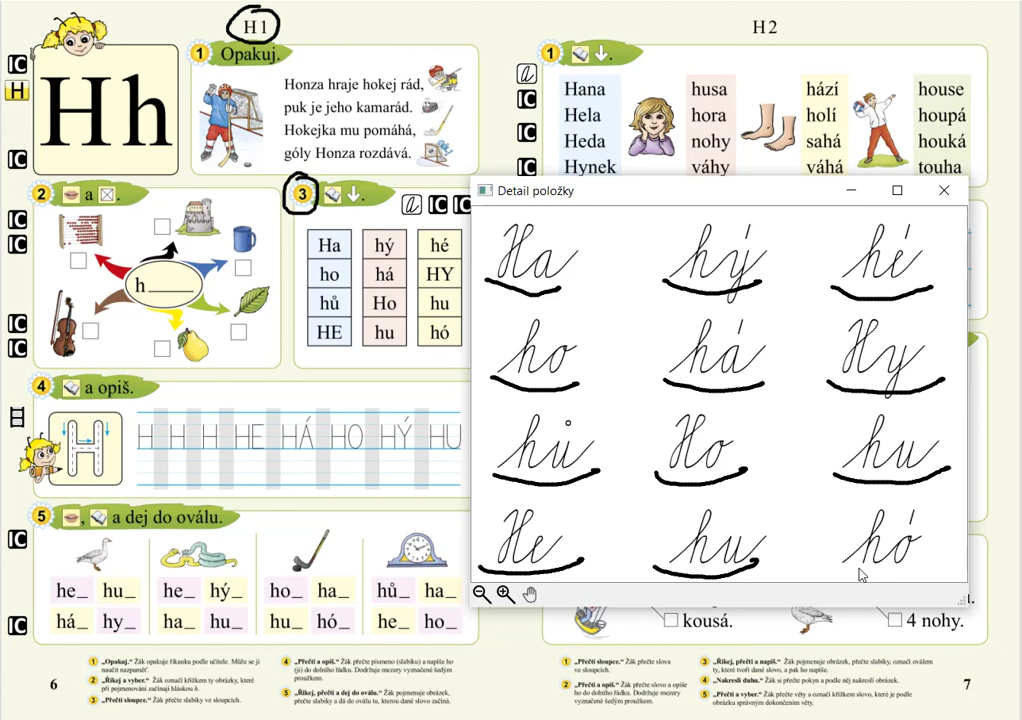 H 1
H 2
H h
1 Opakuj.
Honza hraje hokej rád,
puk je jeho kamarád.
Hokejka mu pomáhá,
góly Honza rozdává.
1
Hana husa hází house
Hela hora holí houpá
Heda nohy sahá houká
Hynek váhy váhá touha
IC
H
IC
2 a .
h
3
a IC IC
Ha hý hé
ho há HY
hů Ho hu
HE hu hó
Detail položky
Ha hý hé
ho há Hy
hů Ho hu
He hu hó
4 a opiš.
H
H H H HE HÁ HO HÝ HU
5 , a dej do oválu.
he_ hu_ he_ hý_ ho_ ha_ hů_ ha_
há_ hy_ ha_ hu_ hu_ hó_ he_ ho_
kousá. 4 nohy.
1 „Opakuj.“ Žák opakuje říkanku podle učitele. Může se ji
naučit nazpaměť.
2 „Říkej a vyber.“ Žák označí křížkem ty obrázky, které
při pojmenování začínají hláskou h.
3 „Přečti sloupce.“ Žák přečte slabiky ve sloupcích.
4 „Přečti a opiš.“ Žák přečte písmeno (slabiku) a napíše ho
(ji) do dolního řádku. Dodržuje mezery
vyznačené šedým proužkem.
5 „Říkej, přečti a dej do oválu.“ Žák pojmenuje obrázek,
přečte slabiky a dá do oválu tu, kterou dané slovo začíná.
1 „Přečti sloupce.“ Žák přečte slova
ve sloupcích.
2 „Přečti a opiš.“ Žák přečte slovo a opíše
ho do dolního řádku. Dodržuje mezery
vyznačené šedým proužkem.
3 „Říkej, přečti a napiš.“ Žák pojmenuje obrázek, přečte slabiky, označí oválem
ty, které tvoří dané slovo, a pak ho napíše.
4 „Nakresli duhu.“ Žák si přečte pokyn a podle něj nakreslí obrázek.
5 „Přečti a vyber.“ Žák přečte věty a označí křížkem slovo, které je podle
obrázku správným dokončením věty.
6
7